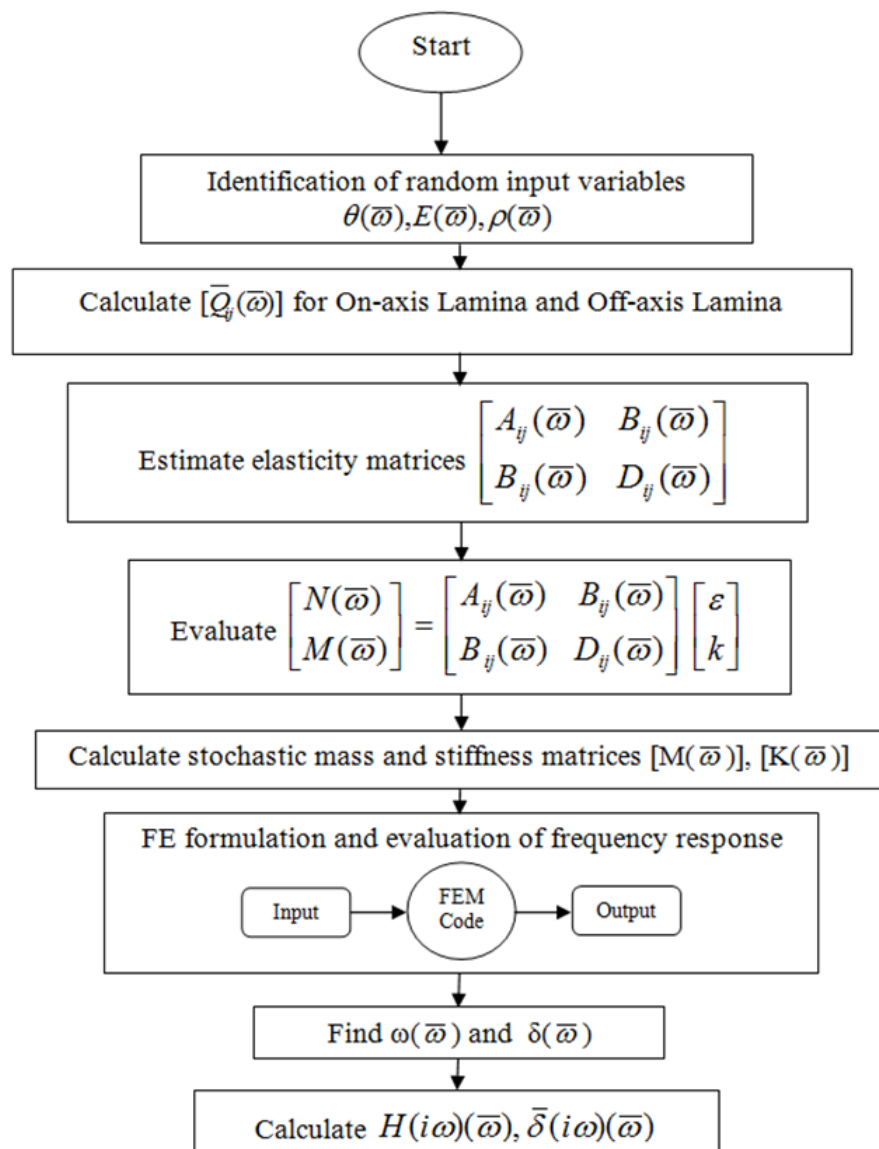 Start
Identification of random input variables
θ(ω̅),E(ω̅),ρ(ω̅)
Calculate [Q̅ij(ω̅)] for On-axis Lamina and Off-axis Lamina
Estimate elasticity matrices [Aij(ω̅) Bij(ω̅)
Bij(ω̅) Dij(ω̅)]
Evaluate [N(ω̅) M(ω̅)] = [Aij(ω̅) Bij(ω̅)
Bij(ω̅) Dij(ω̅)] [ε k]
Calculate stochastic mass and stiffness matrices [M(ω̅)], [K(ω̅)]
FE formulation and evaluation of frequency response
Input
FEM
Code
Output
Find ω(ω̅) and δ(ω̅)
Calculate H(iω)(ω̅), δ̅(iω)(ω̅)